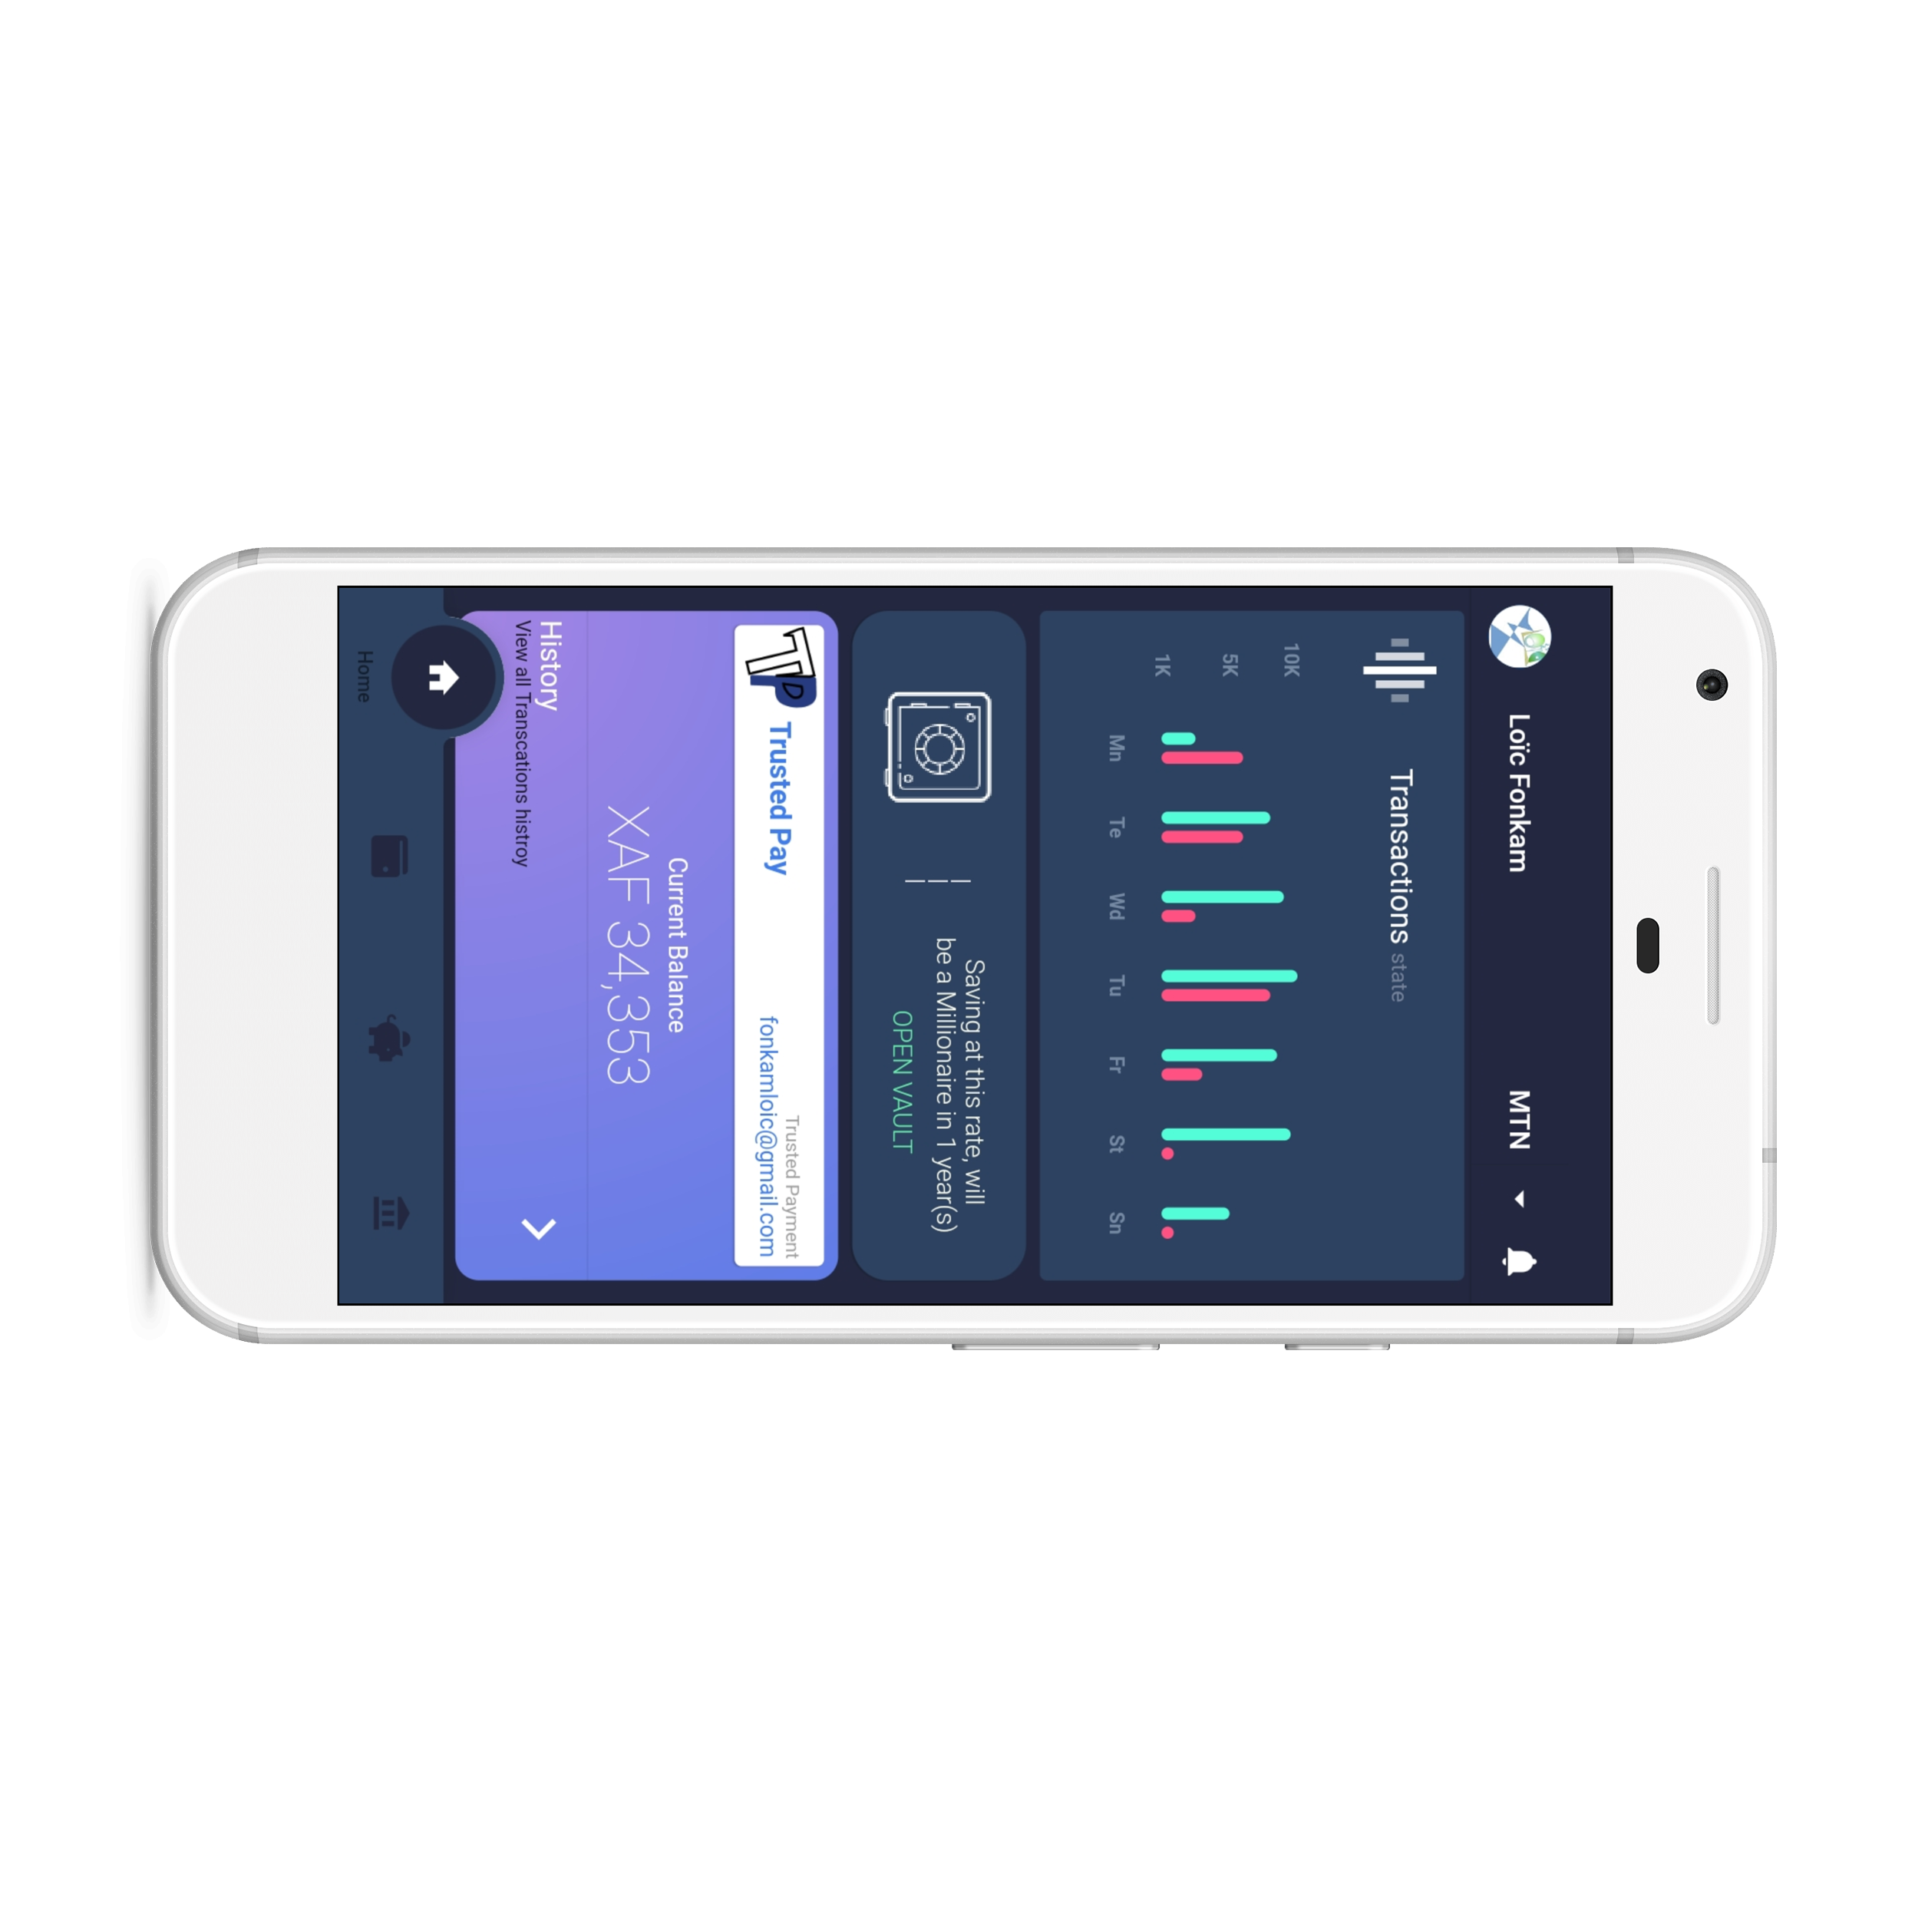 Loïc Fonkam
MTN
Transactions state
10K
5K
1K
Mn Te Wd Tu Fr St Sn
Saving at this rate, will
be a Millionaire in 1 year(s)
OPEN VAULT
TPD
Trusted Pay
Trusted Payment
fonkamloic@gmail.com
Current Balance
XAF 34,353
History
View all Transcations histroy
Home